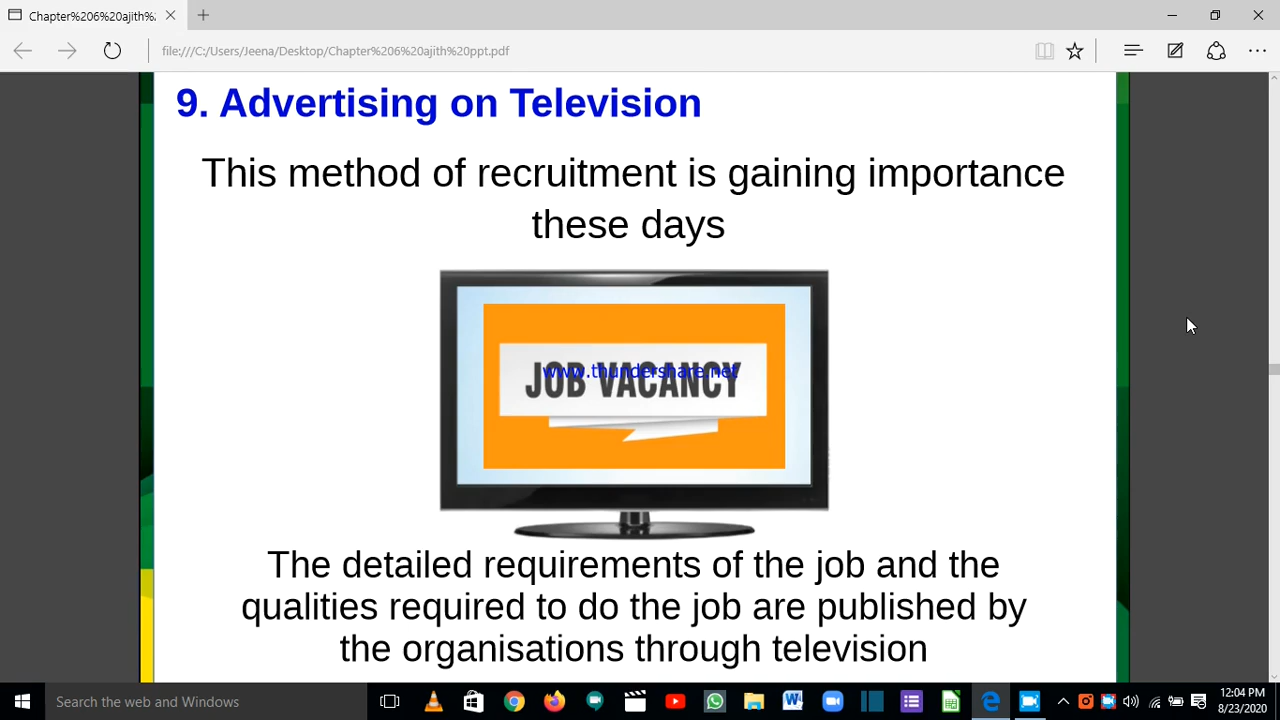 Chapter%206%20ajith%
file:///C:/Users/Jeena/Desktop/Chapter%206%20ajith%20ppt.pdf
9. Advertising on Television
This method of recruitment is gaining importance
these days
JOB VACANCY
www.thundershare.net
The detailed requirements of the job and the
qualities required to do the job are published by
the organisations through television
Search the web and Windows
12:04 PM
8/23/2020